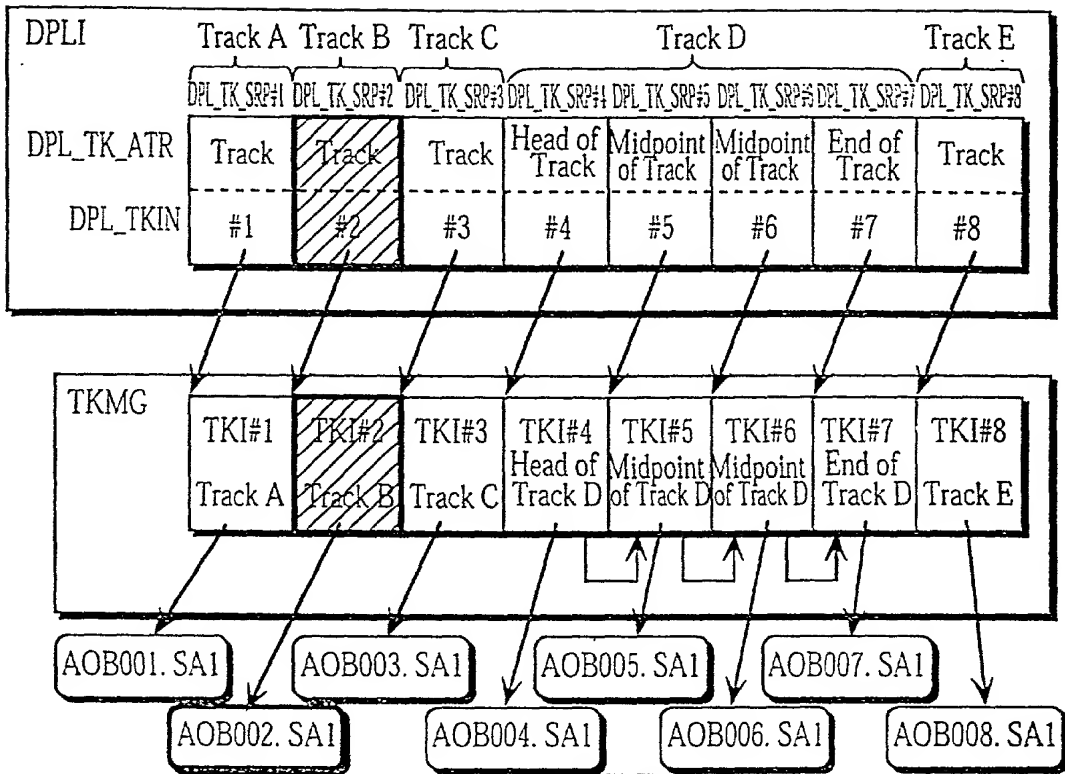 DPLI
Track A Track B Track C Track D Track E
DPL_TK_SRP#1 DPL_TK_SRP#2 DPL_TK_SRP#3 DPL_TK_SRP#4 DPL_TK_SRP#5 DPL_TK_SRP#6 DPL_TK_SRP#7 DPL_TK_SRP#8
DPL_TK_ATR
Track Track Track Head of Track Midpoint of Track Midpoint of Track End of Track Track
DPL_TKIN #1 #2 #3 #4 #5 #6 #7 #8
TKMG
TKI#1 TKI#2 TKI#3 TKI#4 TKI#5 TKI#6 TKI#7 TKI#8
Track A Track B Track C Head of Track D Midpoint of Track D Midpoint of Track D End of Track D Track E
AOB001. SA1 AOB003. SA1 AOB005. SA1 AOB007. SA1
AOB002. SA1 AOB004. SA1 AOB006. SA1 AOB008. SA1